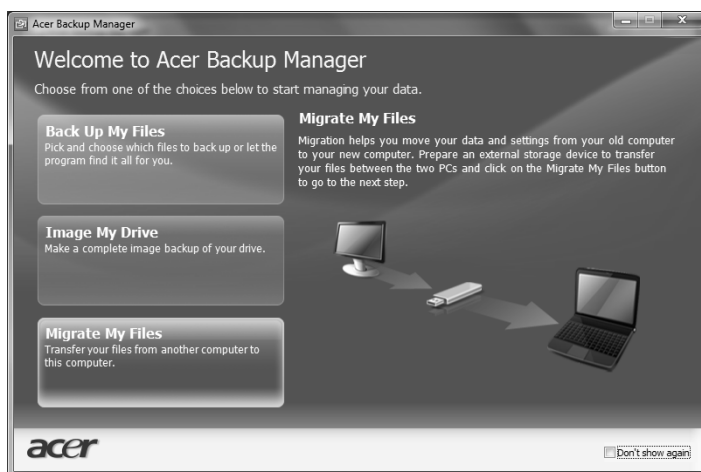 Acer Backup Manager
Welcome to Acer Backup Manager
Choose from one of the choices below to start managing your data.
Back Up My Files
Pick and choose which files to back up or let the
program find it all for you.
Image My Drive
Make a complete image backup of your drive.
Migrate My Files
Transfer your files from another computer to
this computer.
Migrate My Files
Migration helps you move your data and settings from your old computer
to your new computer. Prepare an external storage device to transfer
your files between the two PCs and click on the Migrate My Files button
to go to the next step.
acer
Don't show again